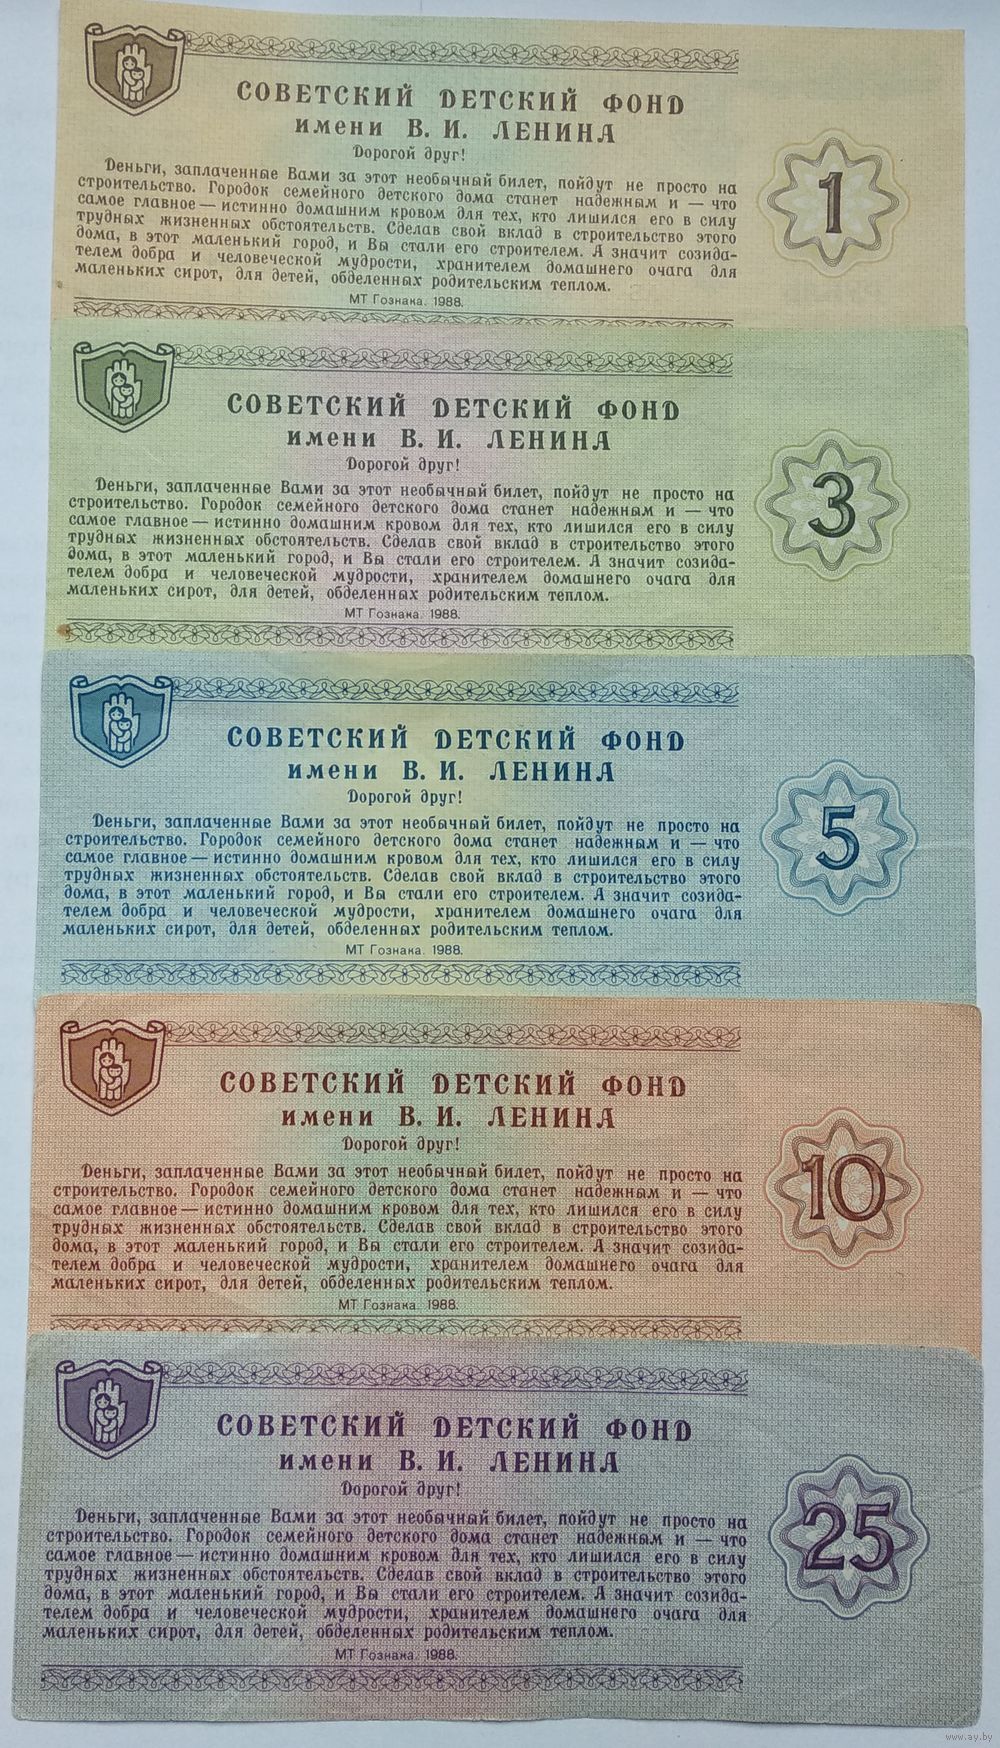 СОВЕТСКИЙ ДЕТСКИЙ ФОНД
имени В. И. ЛЕНИНА
Дорогой друг!
Деньги, заплаченные Вами за этот необычный билет, пойдут не просто на
строительство. Городок семейного детского дома станет надежным и — что
самое главное — истинно домашним кровом для тех, кто лишился его в силу
трудных жизненных обстоятельств. Сделав свой вклад в строительство этого
дома, в этот маленький город, и Вы стали его строителем. А значит созида-
телем добра и человеческой мудрости, хранителем домашнего очага для
маленьких сирот, для детей, обделенных родительским теплом.
МТ Гознака. 1988.
1
СОВЕТСКИЙ ДЕТСКИЙ ФОНД
имени В. И. ЛЕНИНА
Дорогой друг!
Деньги, заплаченные Вами за этот необычный билет, пойдут не просто на
строительство. Городок семейного детского дома станет надежным и — что
самое главное — истинно домашним кровом для тех, кто лишился его в силу
трудных жизненных обстоятельств. Сделав свой вклад в строительство этого
дома, в этот маленький город, и Вы стали его строителем. А значит созида-
телем добра и человеческой мудрости, хранителем домашнего очага для
маленьких сирот, для детей, обделенных родительским теплом.
МТ Гознака. 1988.
3
СОВЕТСКИЙ ДЕТСКИЙ ФОНД
имени В. И. ЛЕНИНА
Дорогой друг!
Деньги, заплаченные Вами за этот необычный билет, пойдут не просто на
строительство. Городок семейного детского дома станет надежным и — что
самое главное — истинно домашним кровом для тех, кто лишился его в силу
трудных жизненных обстоятельств. Сделав свой вклад в строительство этого
дома, в этот маленький город, и Вы стали его строителем. А значит созида-
телем добра и человеческой мудрости, хранителем домашнего очага для
маленьких сирот, для детей, обделенных родительским теплом.
МТ Гознака. 1988.
5
СОВЕТСКИЙ ДЕТСКИЙ ФОНД
имени В. И. ЛЕНИНА
Дорогой друг!
Деньги, заплаченные Вами за этот необычный билет, пойдут не просто на
строительство. Городок семейного детского дома станет надежным и — что
самое главное — истинно домашним кровом для тех, кто лишился его в силу
трудных жизненных обстоятельств. Сделав свой вклад в строительство этого
дома, в этот маленький город, и Вы стали его строителем. А значит созида-
телем добра и человеческой мудрости, хранителем домашнего очага для
маленьких сирот, для детей, обделенных родительским теплом.
МТ Гознака. 1988.
10
СОВЕТСКИЙ ДЕТСКИЙ ФОНД
имени В. И. ЛЕНИНА
Дорогой друг!
Деньги, заплаченные Вами за этот необычный билет, пойдут не просто на
строительство. Городок семейного детского дома станет надежным и — что
самое главное — истинно домашним кровом для тех, кто лишился его в силу
трудных жизненных обстоятельств. Сделав свой вклад в строительство этого
дома, в этот маленький город, и Вы стали его строителем. А значит созида-
телем добра и человеческой мудрости, хранителем домашнего очага для
маленьких сирот, для детей, обделенных родительским теплом.
МТ Гознака. 1988.
25
www.ay.by